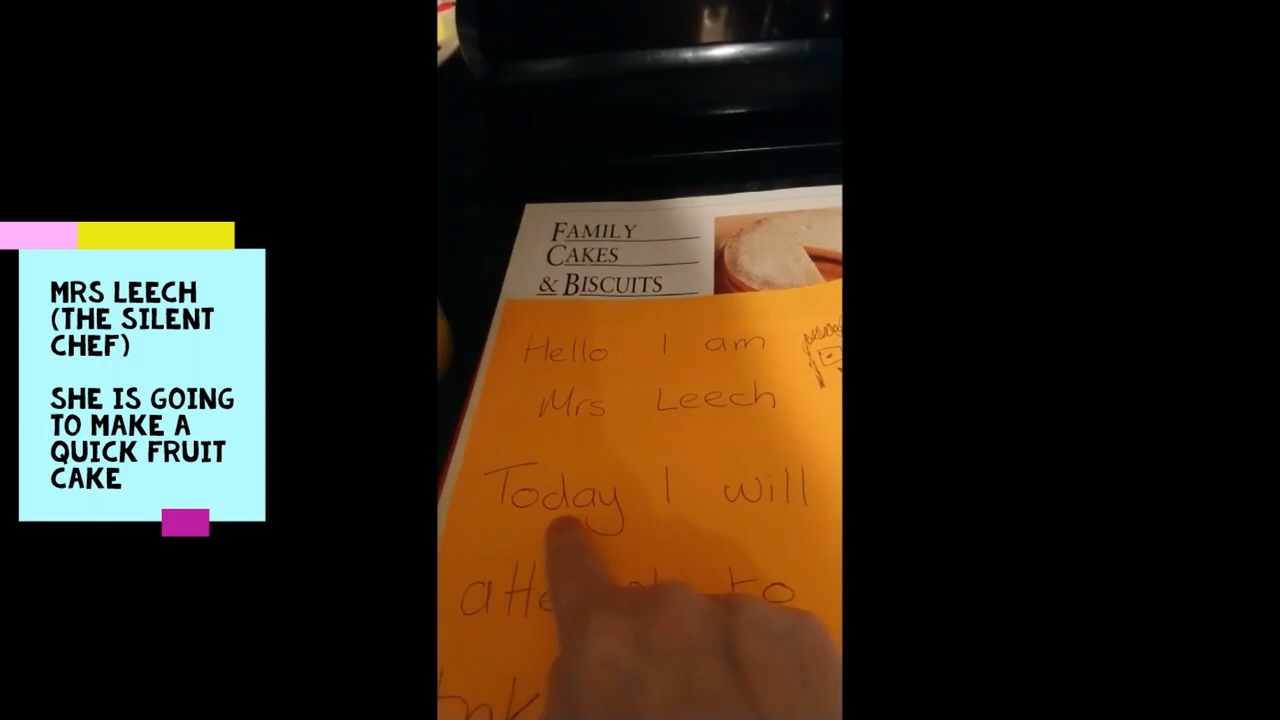 MRS LEECH
(THE SILENT
CHEF)
SHE IS GOING
TO MAKE A
QUICK FRUIT
CAKE
FAMILY
CAKES
& BISCUITS
Hello I am
Mrs Leech
Today I will
to